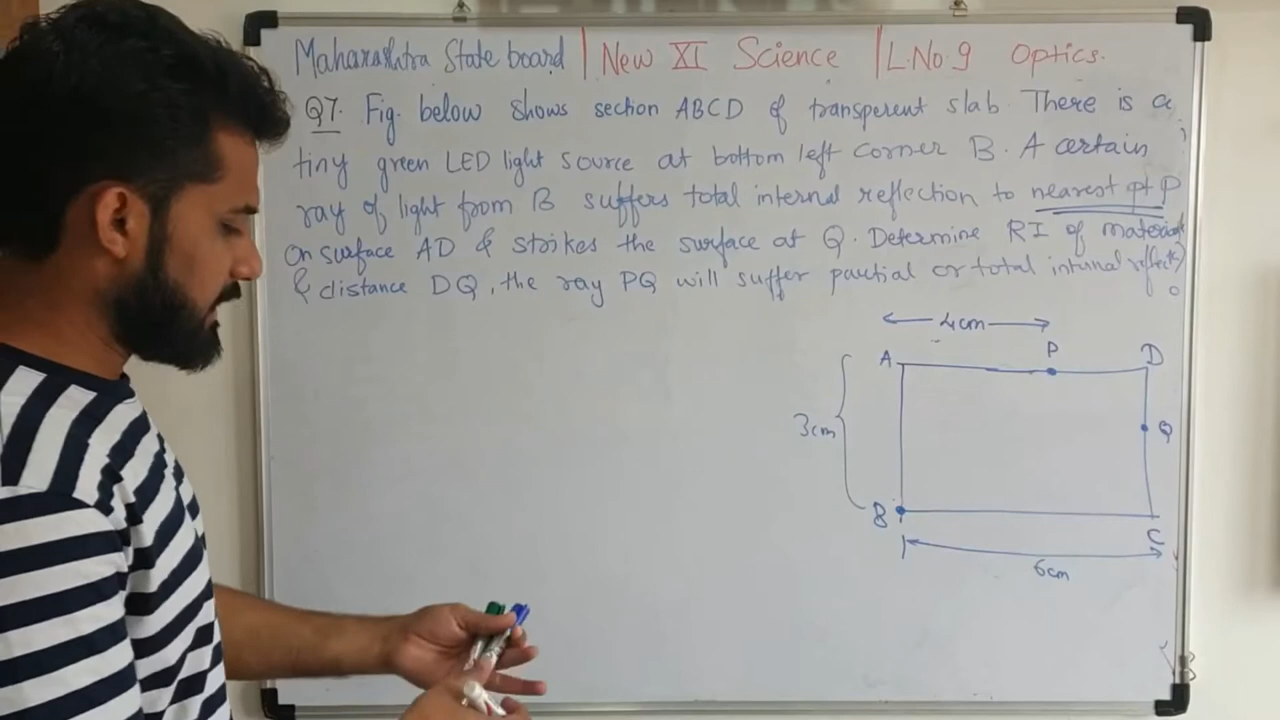 Maharashtra State board | New XI Science | L.No.9 Optics.
Q7. Fig. below shows section ABCD of transperent slab. There is a
tiny green LED light source at bottom left corner B. A certain
ray of light from B suffers total internal reflection to nearest pt P
on surface AD & strikes the surface at Q. Determine RI of material
& distance DQ, the ray PQ will suffer partial or total internal
4cm
A P D
3cm
Q
B
C
6cm